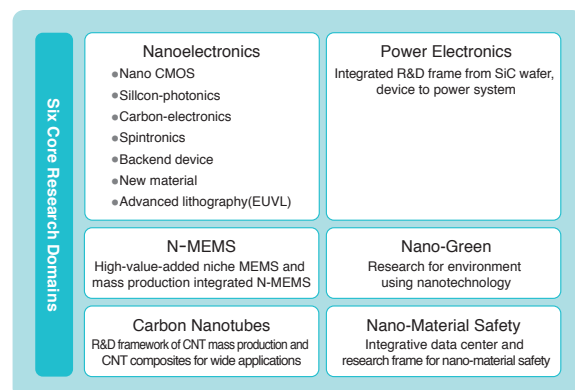 Six Core Research Domains
Nanoelectronics
●Nano CMOS
●Sillcon-photonics
●Carbon-electronics
●Spintronics
●Backend device
●New material
●Advanced lithography(EUVL)
Power Electronics
Integrated R&D frame from SiC wafer,
device to power system
N-MEMS
High-value-added niche MEMS and
mass production integrated N-MEMS
Nano-Green
Research for environment
using nanotechnology
Carbon Nanotubes
R&D framework of CNT mass production and
CNT composites for wide applications
Nano-Material Safety
Integrative data center and
research frame for nano-material safety